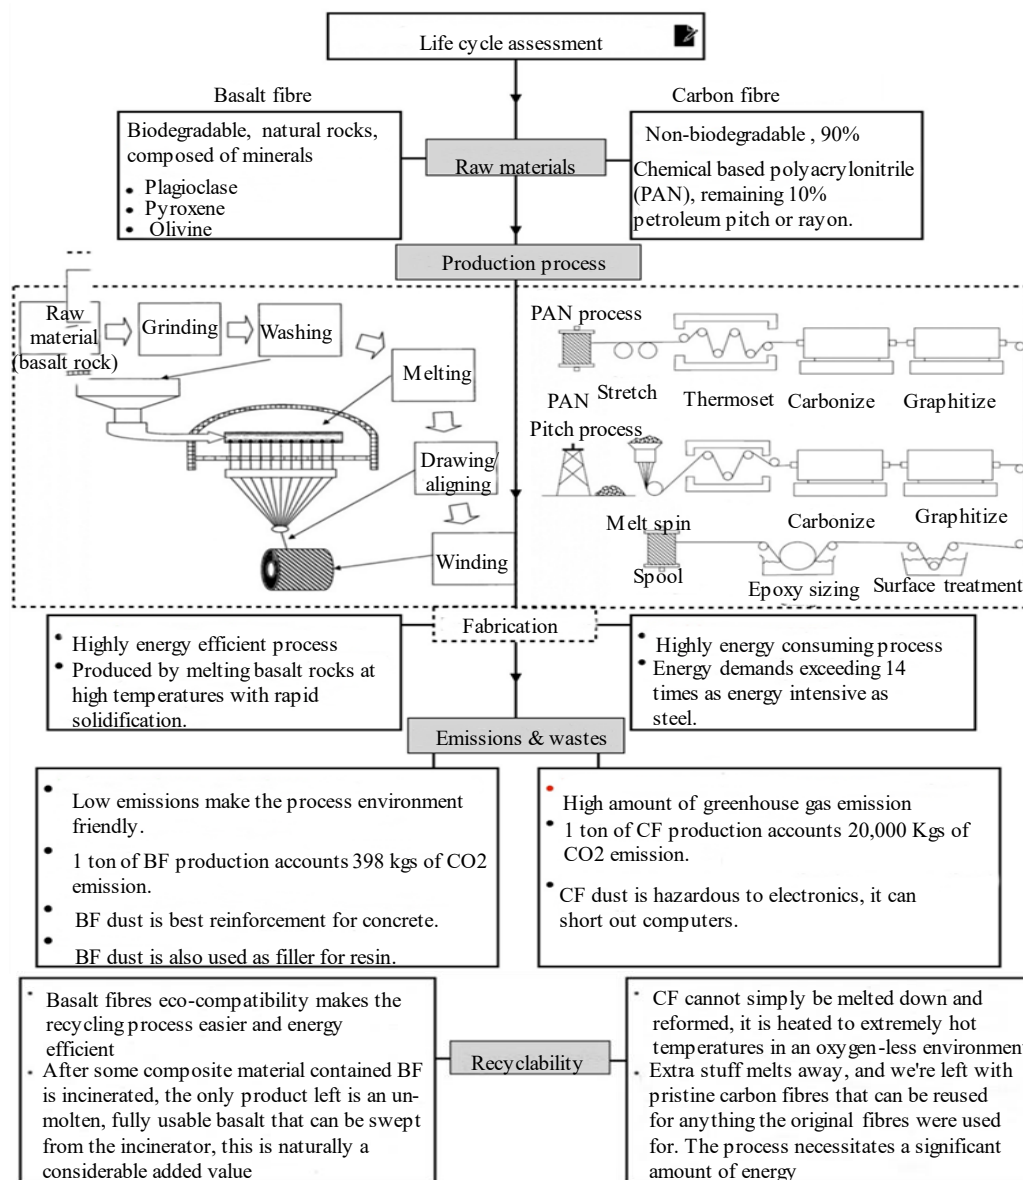 Life cycle assessment
Basalt fibre
Carbon fibre
Biodegradable, natural rocks,
composed of minerals
• Plagioclase
• Pyroxene
• Olivine
Raw materials
Non-biodegradable , 90%
Chemical based polyacrylonitrile
(PAN), remaining 10%
petroleum pitch or rayon.
Production process
Raw
material
(basalt rock)
Grinding
Washing
Melting
Drawing/
aligning
Winding
PAN process
PAN
Stretch
Thermoset
Carbonize
Graphitize
Pitch process
Melt spin
Carbonize
Graphitize
Spool
Epoxy sizing
Surface treatment
Fabrication
• Highly energy efficient process
• Produced by melting basalt rocks at
high temperatures with rapid
solidification.
• Highly energy consuming process
• Energy demands exceeding 14
times as energy intensive as
steel.
Emissions & wastes
• Low emissions make the process environment
friendly.
• 1 ton of BF production accounts 398 kgs of CO2
emission.
• BF dust is best reinforcement for concrete.
• BF dust is also used as filler for resin.
• High amount of greenhouse gas emission
• 1 ton of CF production accounts 20,000 Kgs of
CO2 emission.
• CF dust is hazardous to electronics, it can
short out computers.
Recyclability
• Basalt fibres eco-compatibility makes the
recycling process easier and energy
efficient
• After some composite material contained BF
is incinerated, the only product left is an un-
molten, fully usable basalt that can be swept
from the incinerator, this is naturally a
considerable added value
• CF cannot simply be melted down and
reformed, it is heated to extremely hot
temperatures in an oxygen-less environment
• Extra stuff melts away, and we're left with
pristine carbon fibres that can be reused
for anything the original fibres were used
for. The process necessitates a significant
amount of energy